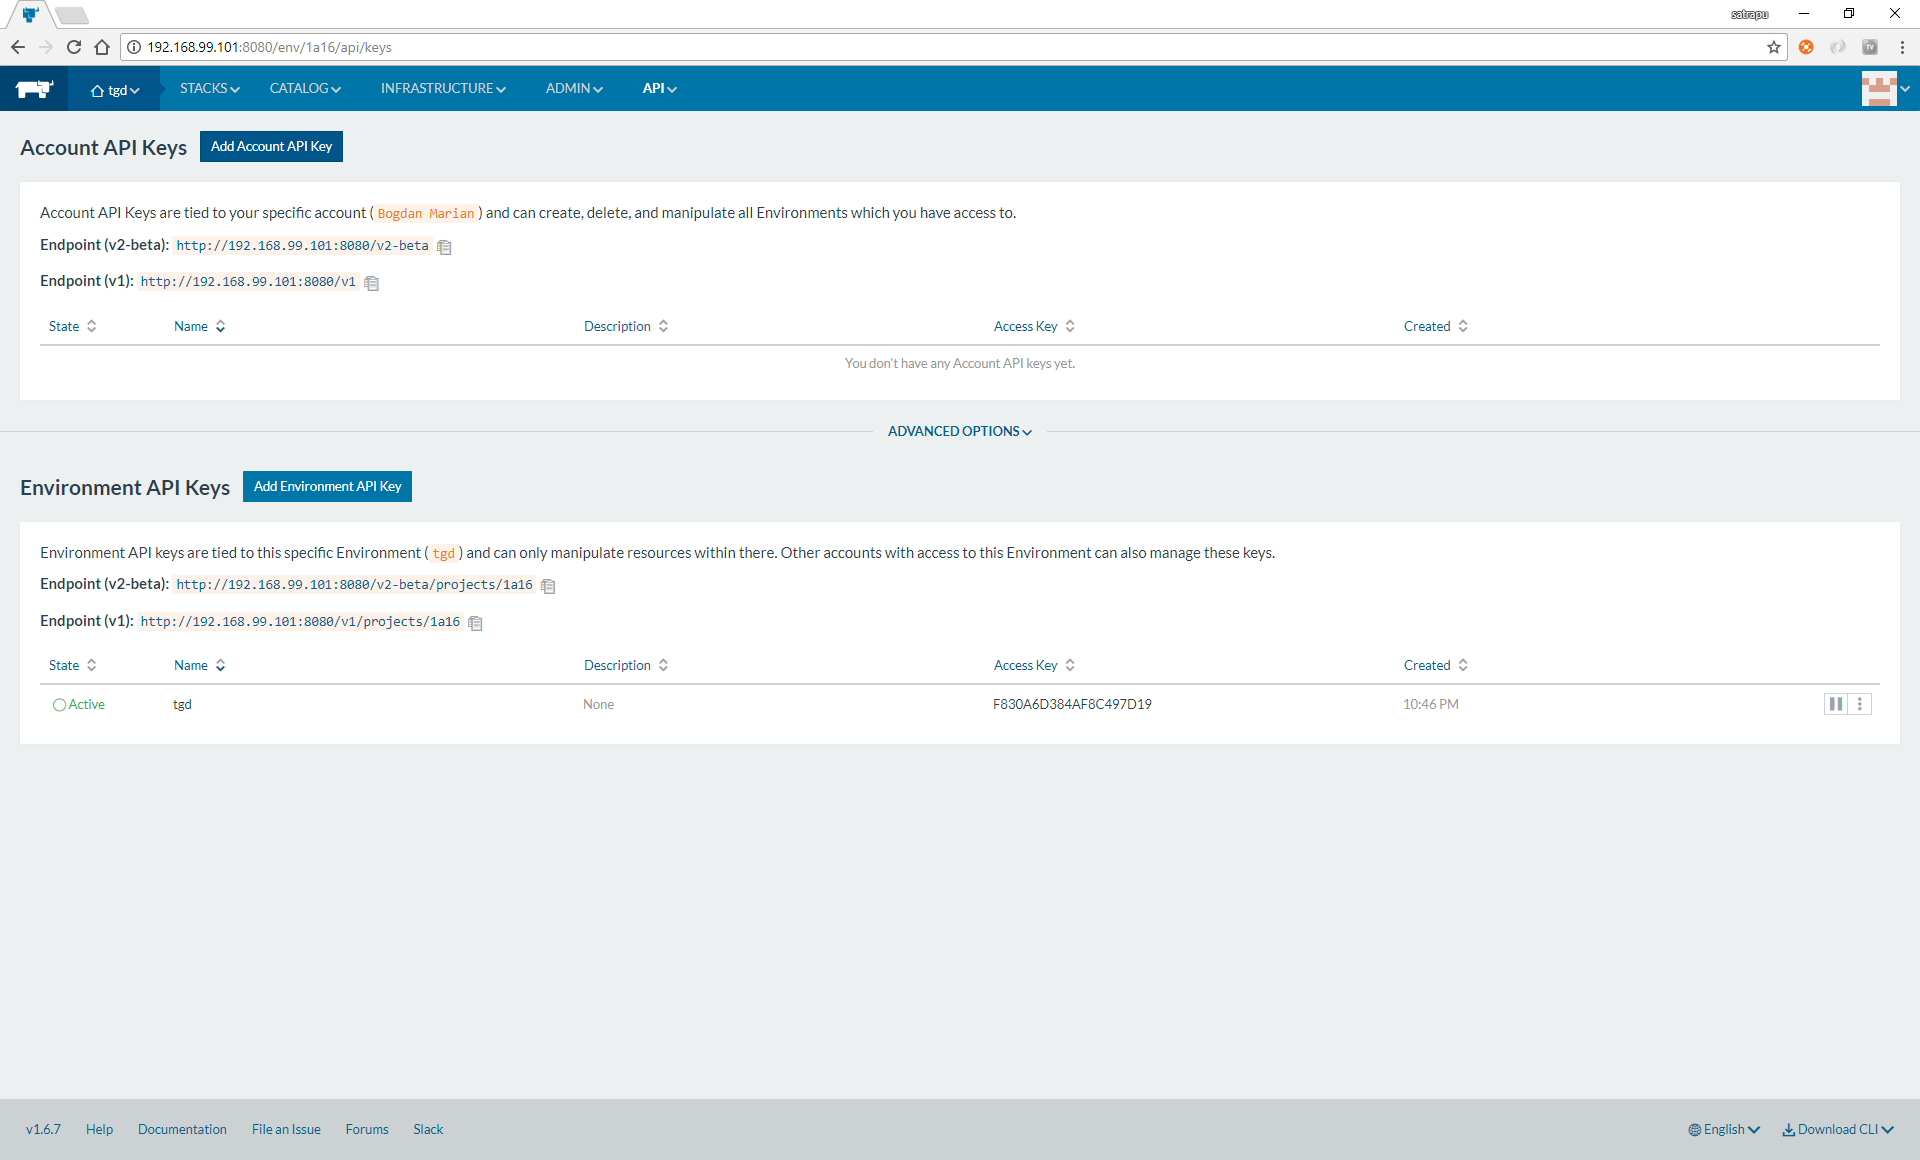 satrapu
192.168.99.101:8080/env/1a16/api/keys
TV
tgd STACKS CATALOG INFRASTRUCTURE ADMIN API
Account API Keys Add Account API Key
Account API Keys are tied to your specific account ( Bogdan Marian ) and can create, delete, and manipulate all Environments which you have access to.
Endpoint (v2-beta): http://192.168.99.101:8080/v2-beta
Endpoint (v1): http://192.168.99.101:8080/v1
State Name Description Access Key Created
You don't have any Account API keys yet.
ADVANCED OPTIONS
Environment API Keys Add Environment API Key
Environment API keys are tied to this specific Environment ( tgd ) and can only manipulate resources within there. Other accounts with access to this Environment can also manage these keys.
Endpoint (v2-beta): http://192.168.99.101:8080/v2-beta/projects/1a16
Endpoint (v1): http://192.168.99.101:8080/v1/projects/1a16
State Name Description Access Key Created
Active tgd None F830A6D384AF8C497D19 10:46 PM
v1.6.7 Help Documentation File an Issue Forums Slack English Download CLI